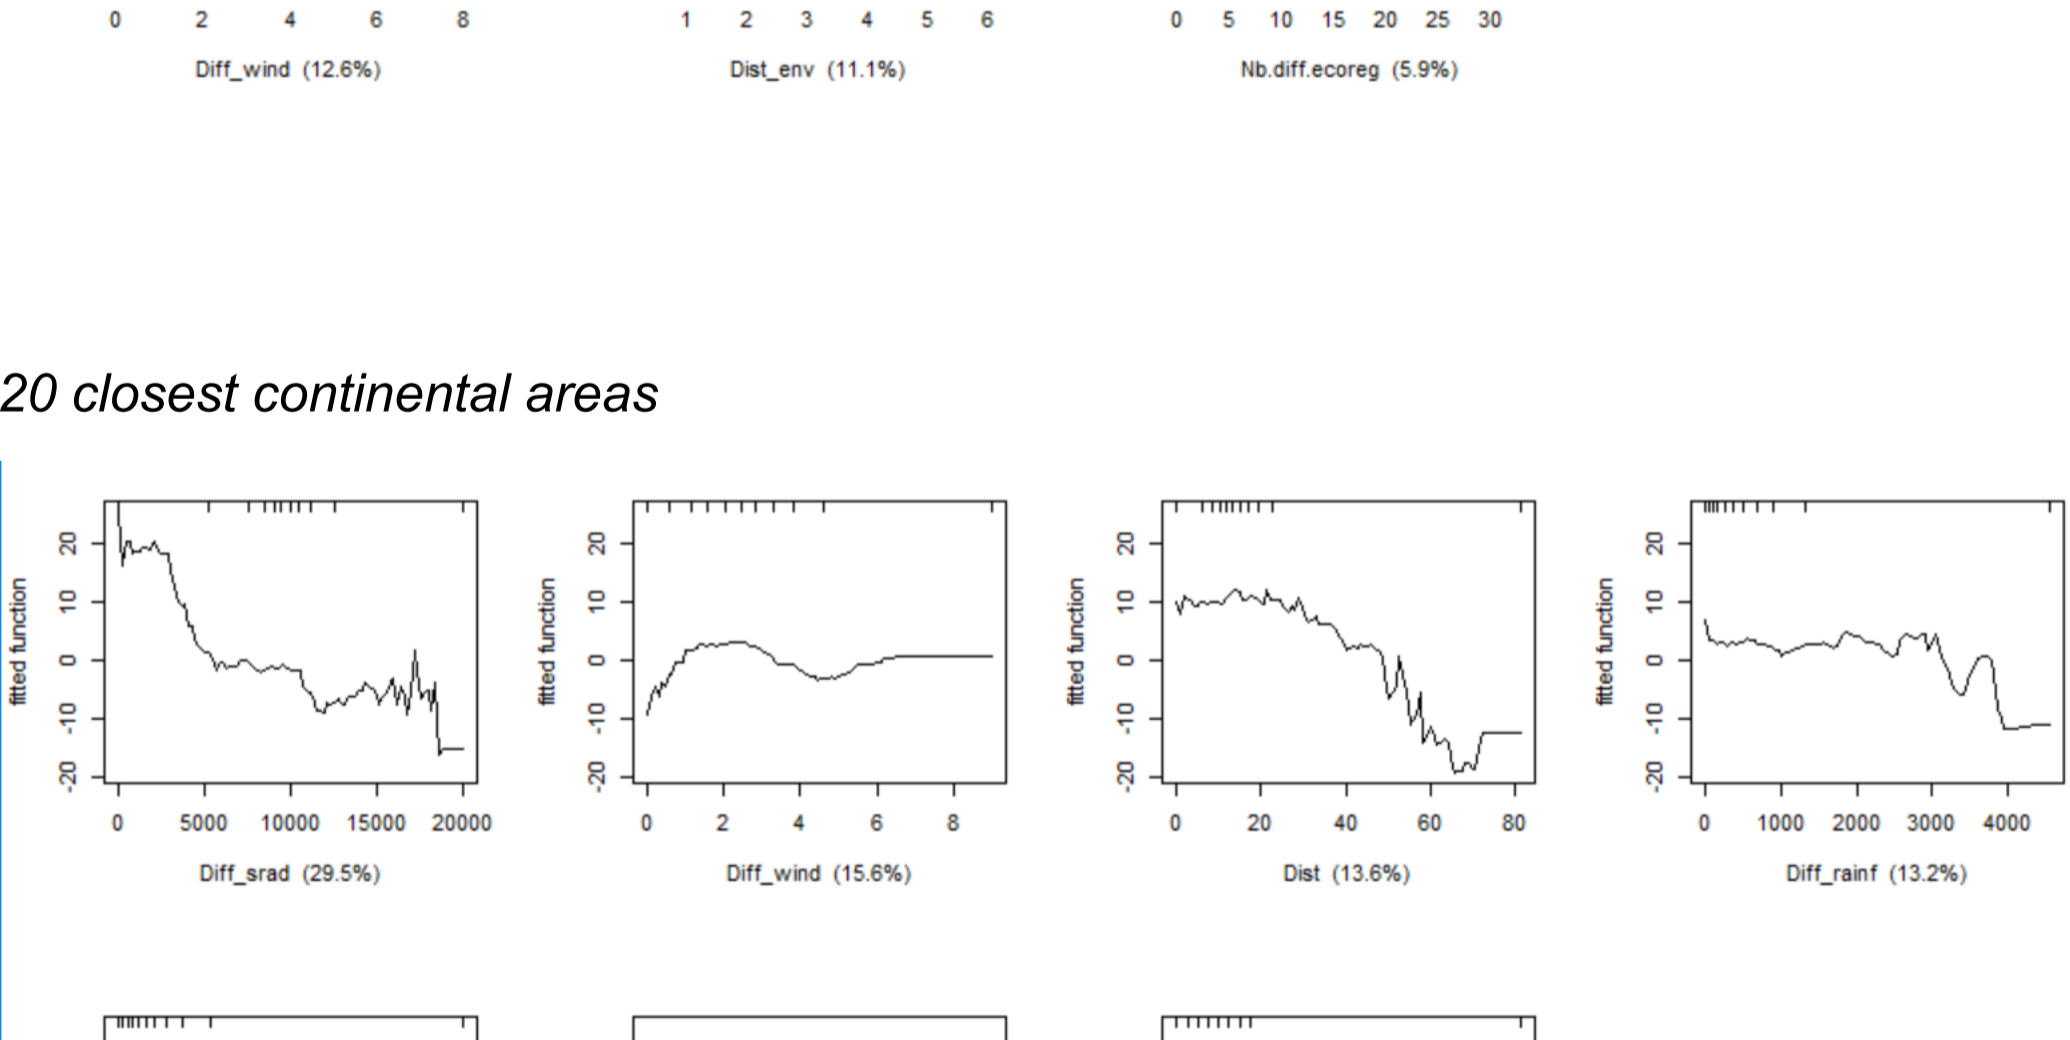 0 2 4 6 8 1 2 3 4 5 6 0 5 10 15 20 25 30
Diff_wind (12.6%) Dist_env (11.1%) Nb.diff.ecoreg (5.9%)
20 closest continental areas
fitted function
20
10
0
-10
-20
0 5000 10000 15000 20000
Diff_srad (29.5%)
fitted function
20
10
0
-10
-20
0 2 4 6 8
Diff_wind (15.6%)
fitted function
20
10
0
-10
-20
0 20 40 60 80
Dist (13.6%)
fitted function
20
10
0
-10
-20
0 1000 2000 3000 4000
Diff_rainf (13.2%)